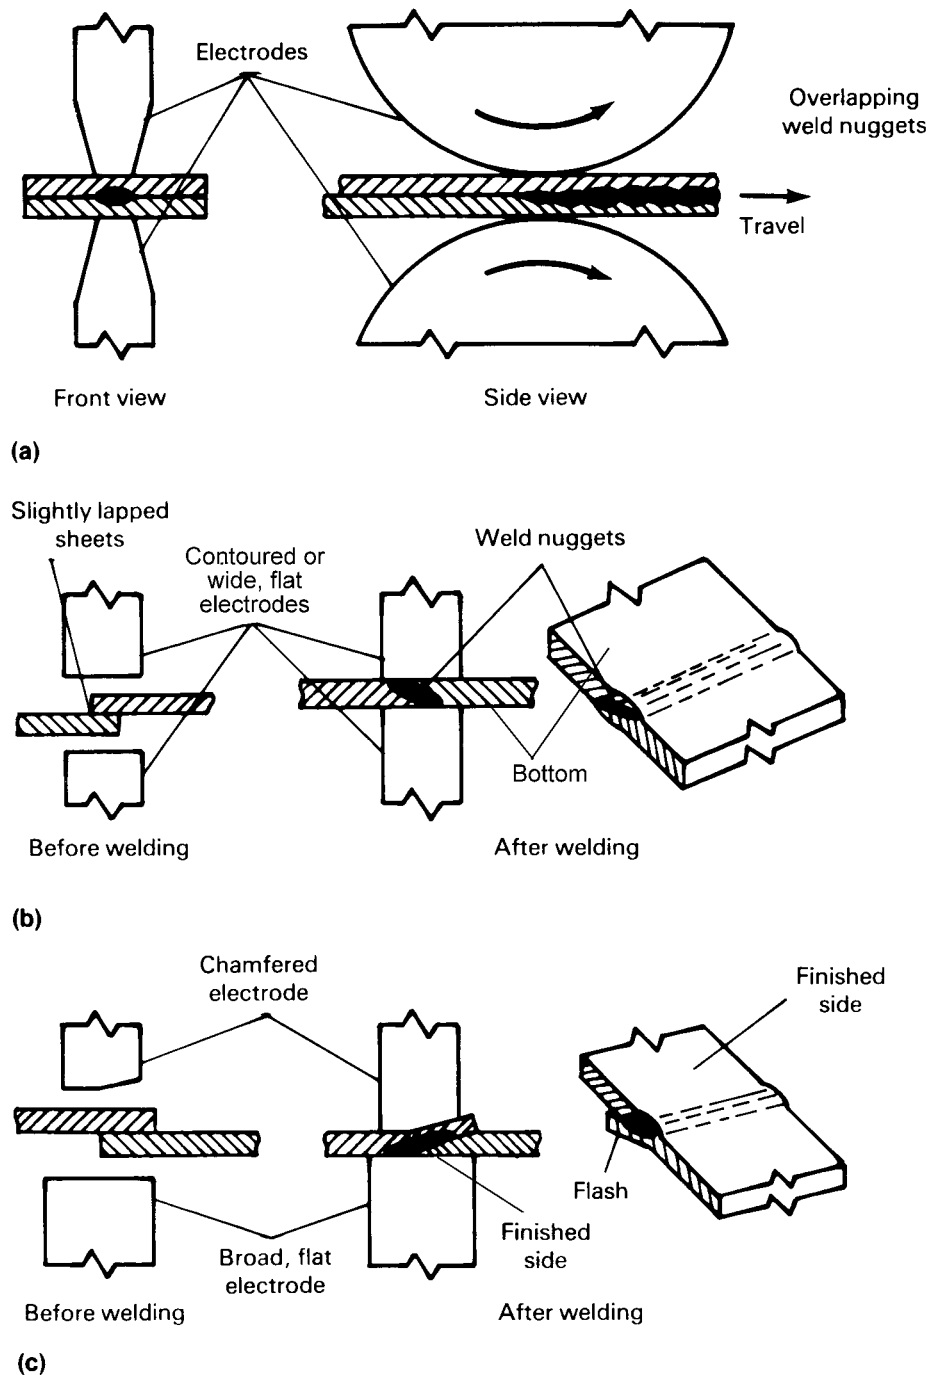 Electrodes
Overlapping
weld nuggets
Travel
Front view
Side view
(a)
Slightly lapped
sheets
Contoured or
wide, flat
electrodes
Weld nuggets
Bottom
Before welding
After welding
(b)
Chamfered
electrode
Finished
side
Flash
Broad, flat
electrode
Finished
side
Before welding
After welding
(c)